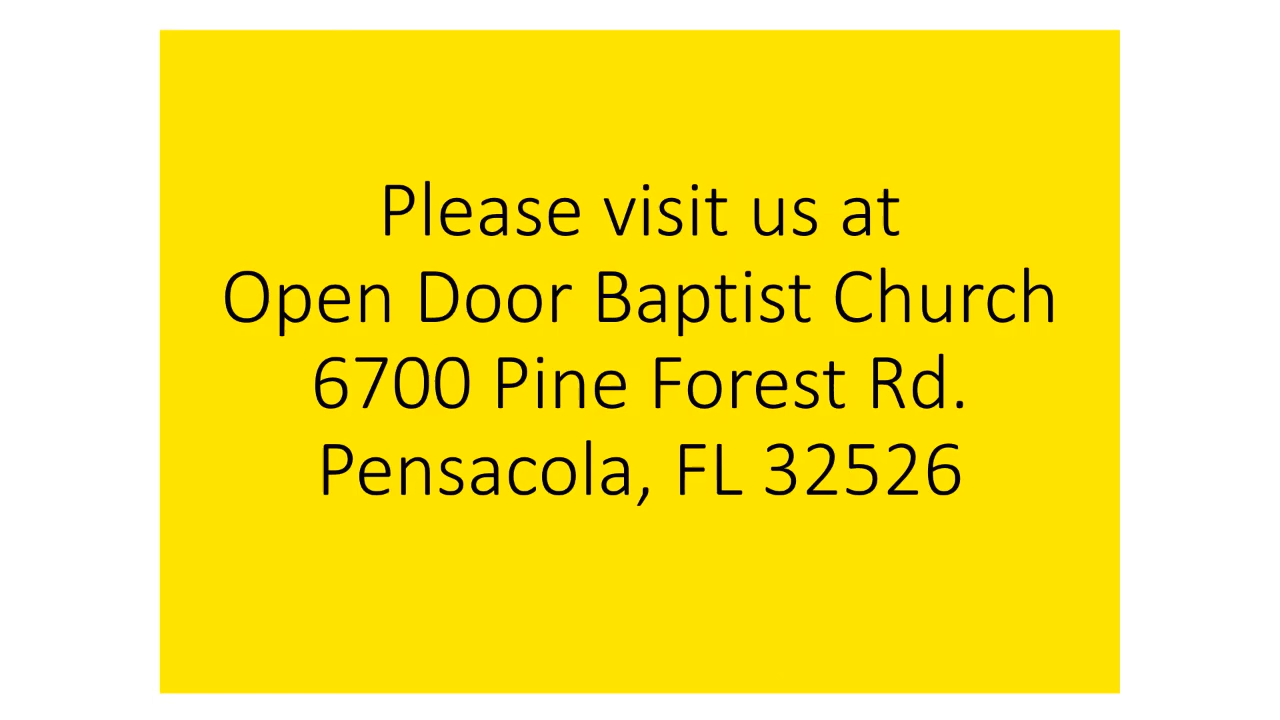 Please visit us at
Open Door Baptist Church
6700 Pine Forest Rd.
Pensacola, FL 32526